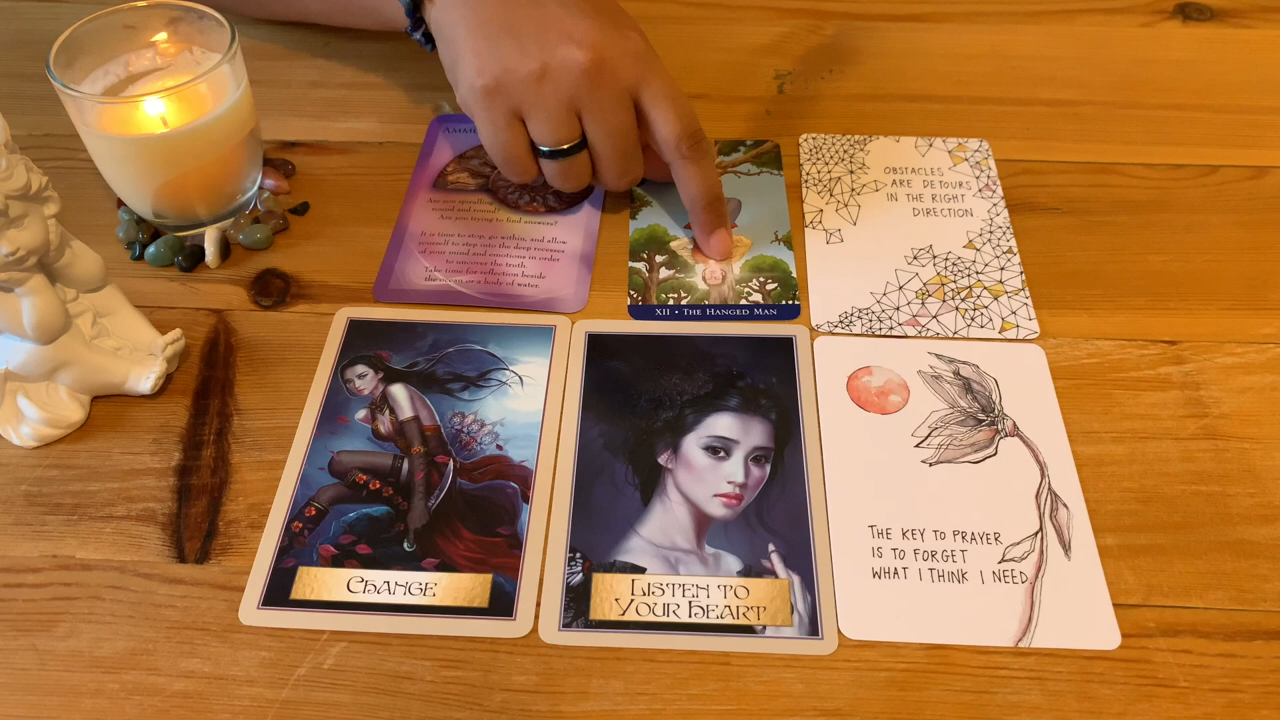 Are you spiralling
round and round?
Are you trying to find answers?
It is time to stop, go within, and allow
yourself to step into the deep recesses
of your mind and emotions in order
to uncover the truth.
Take time for reflection beside
the ocean or a body of water.
XII • THE HANGED MAN
OBSTACLES
ARE DETOURS
IN THE RIGHT
DIRECTION.
CHANGE
LISTEN TO
YOUR HEART
THE KEY TO PRAYER
IS TO FORGET
WHAT I THINK I NEED.